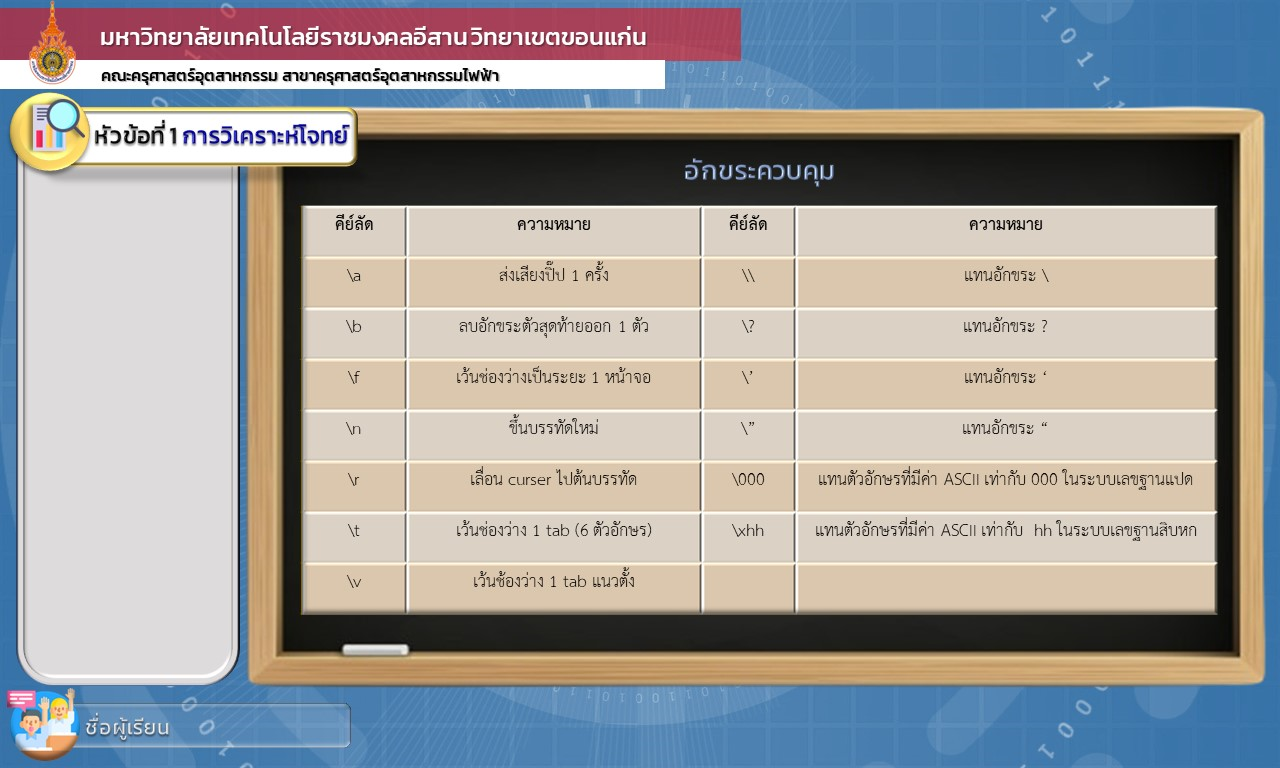 มหาวิทยาลัยเทคโนโลยีราชมงคลอีสาน วิทยาเขตขอนแก่น
คณะครุศาสตร์อุตสาหกรรม สาขาครุศาสตร์อุตสาหกรรมไฟฟ้า
หัวข้อที่ 1 การวิเคราะห์โจทย์
อักขระควบคุม
คีย์ลัด ความหมาย คีย์ลัด ความหมาย
\a ส่งเสียงปิ๊ป 1 ครั้ง \\ แทนอักขระ \
\b ลบอักขระตัวสุดท้ายออก 1 ตัว \? แทนอักขระ ?
\f เว้นช่องว่างเป็นระยะ 1 หน้าจอ \’ แทนอักขระ ‘
\n ขึ้นบรรทัดใหม่ \” แทนอักขระ “
\r เลื่อน curser ไปต้นบรรทัด \000 แทนตัวอักษรที่มีค่า ASCII เท่ากับ 000 ในระบบเลขฐานแปด
\t เว้นช่องว่าง 1 tab (6 ตัวอักษร) \xhh แทนตัวอักษรที่มีค่า ASCII เท่ากับ hh ในระบบเลขฐานสิบหก
\v เว้นช้องว่าง 1 tab แนวตั้ง
ชื่อผู้เรียน